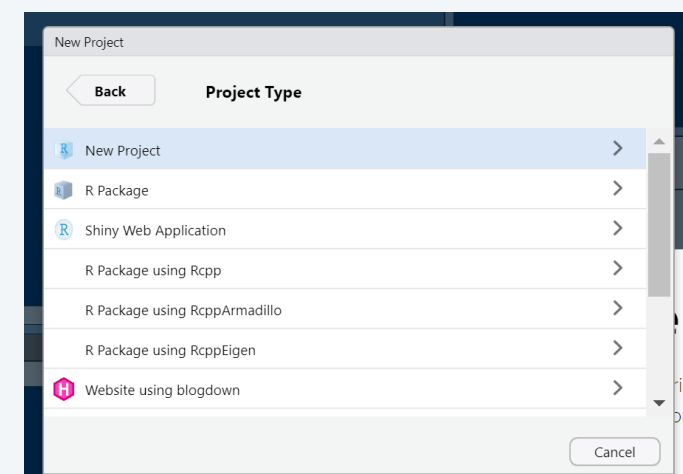 New Project
Back
Project Type
R New Project
R R Package
R Shiny Web Application
R Package using Rcpp
R Package using RcppArmadillo
R Package using RcppEigen
H Website using blogdown
Cancel